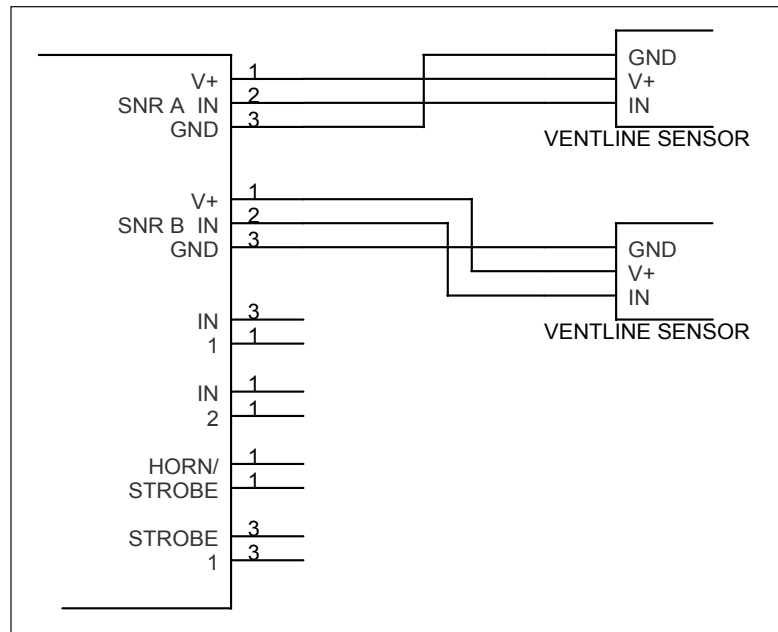 V+ 1
SNR A IN 2
GND 3
GND
V+
IN
VENTLINE SENSOR
V+ 1
SNR B IN 2
GND 3
GND
V+
IN
VENTLINE SENSOR
IN 3
1 1
IN 1
2 1
HORN/ 1
STROBE 1
STROBE 3
1 3